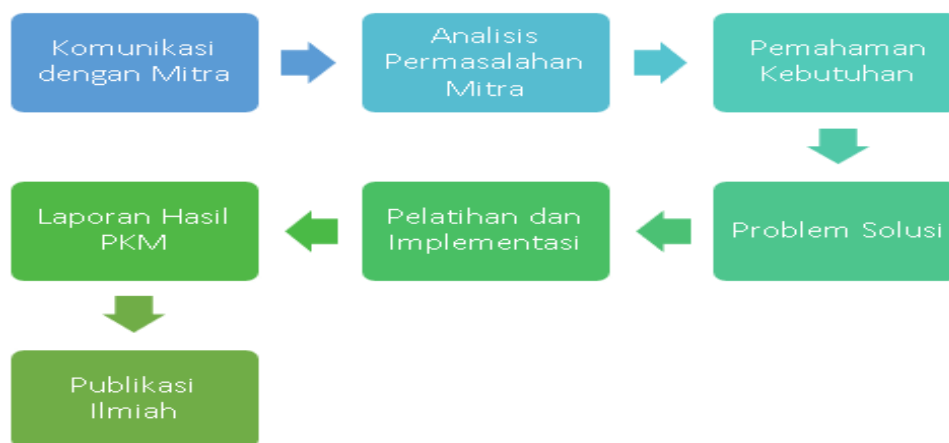 Komunikasi
dengan Mitra
Analisis
Permasalahan
Mitra
Pemahaman
Kebutuhan
Problem Solusi
Pelatihan dan
Implementasi
Laporan Hasil
PKM
Publikasi
Ilmiah